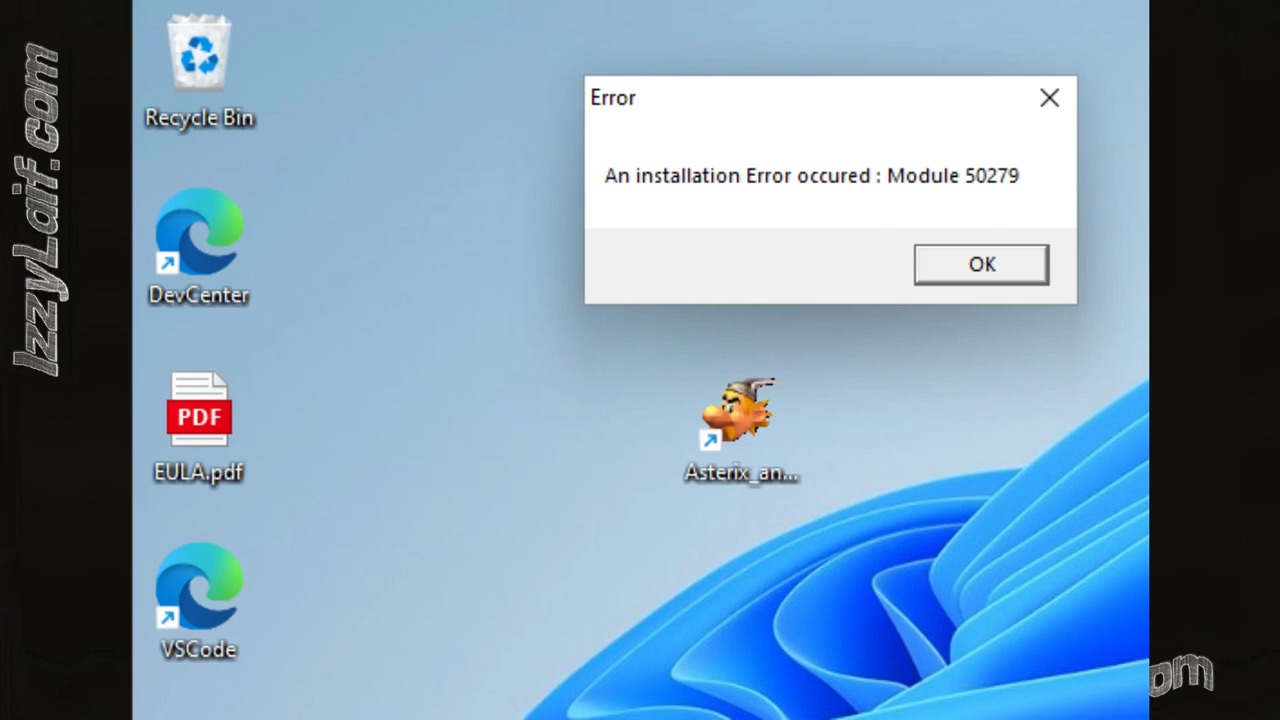 IzzyLaif.com
Recycle Bin
DevCenter
PDF
EULA.pdf
VSCode
Error
An installation Error occured : Module 50279
OK
Asterix_an...
om